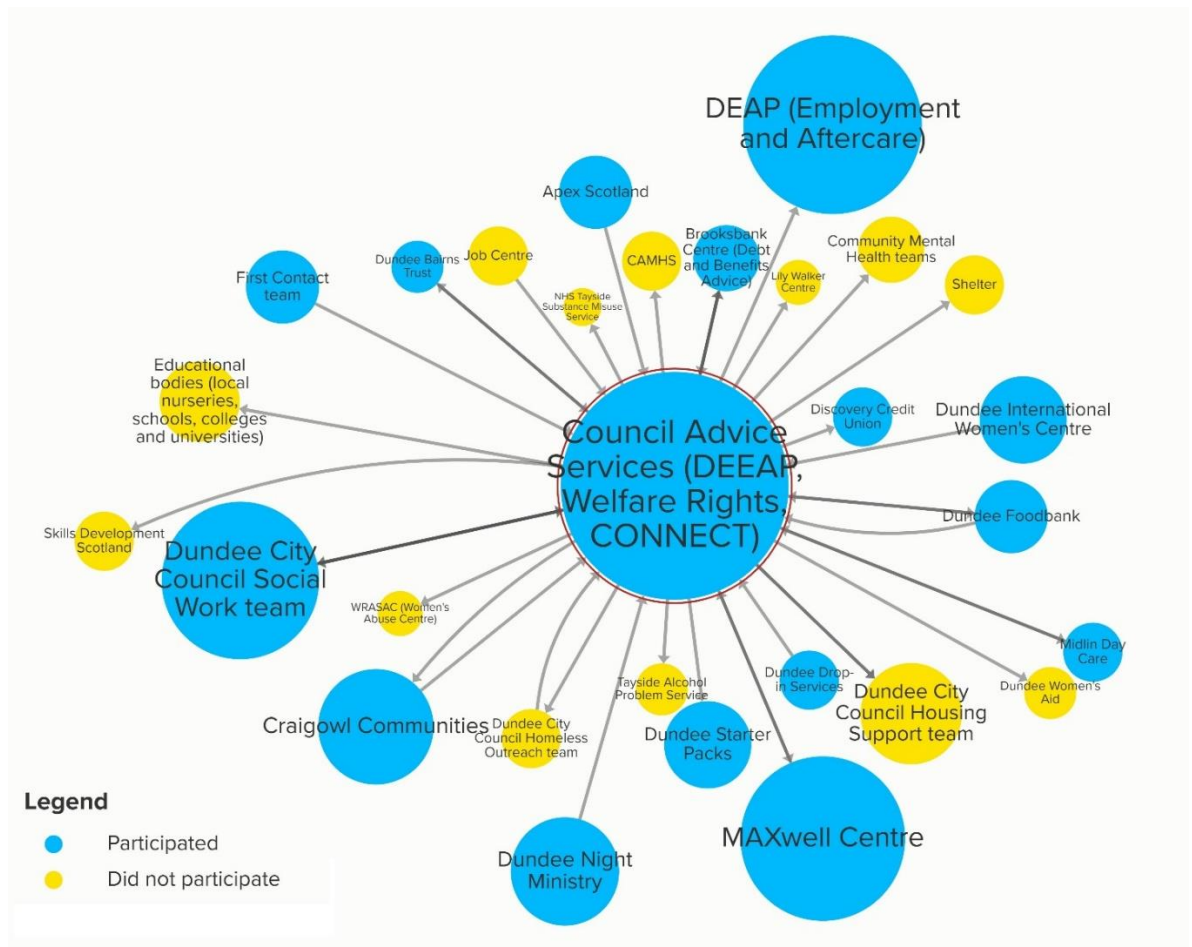 DEAP (Employment
and Aftercare)
Apex Scotland
Brooksbank
Centre (Debt
and Benefits
Advice)
Community Mental
Health teams
Dundee Bairns
Trust
Job Centre
CAMHS
Lily Walker
Centre
Shelter
First Contact
team
NHS Tayside
Substance Misuse
Service
Educational
bodies (local
nurseries,
schools, colleges
and universities)
Discovery Credit
Union
Dundee International
Women's Centre
Council Advice
Services (DEEAP,
Welfare Rights,
CONNECT)
Dundee Foodbank
Skills Development
Scotland
Dundee City
Council Social
Work team
WRASAC (Women's
Abuse Centre)
Midlin Day
Care
Dundee Women's
Aid
Dundee Drop-
in Services
Tayside Alcohol
Problem Service
Dundee City
Council Housing
Support team
Craigowl Communities
Dundee City
Council Homeless
Outreach team
Dundee Starter
Packs
MAXwell Centre
Dundee Night
Ministry
Legend
Participated
Did not participate